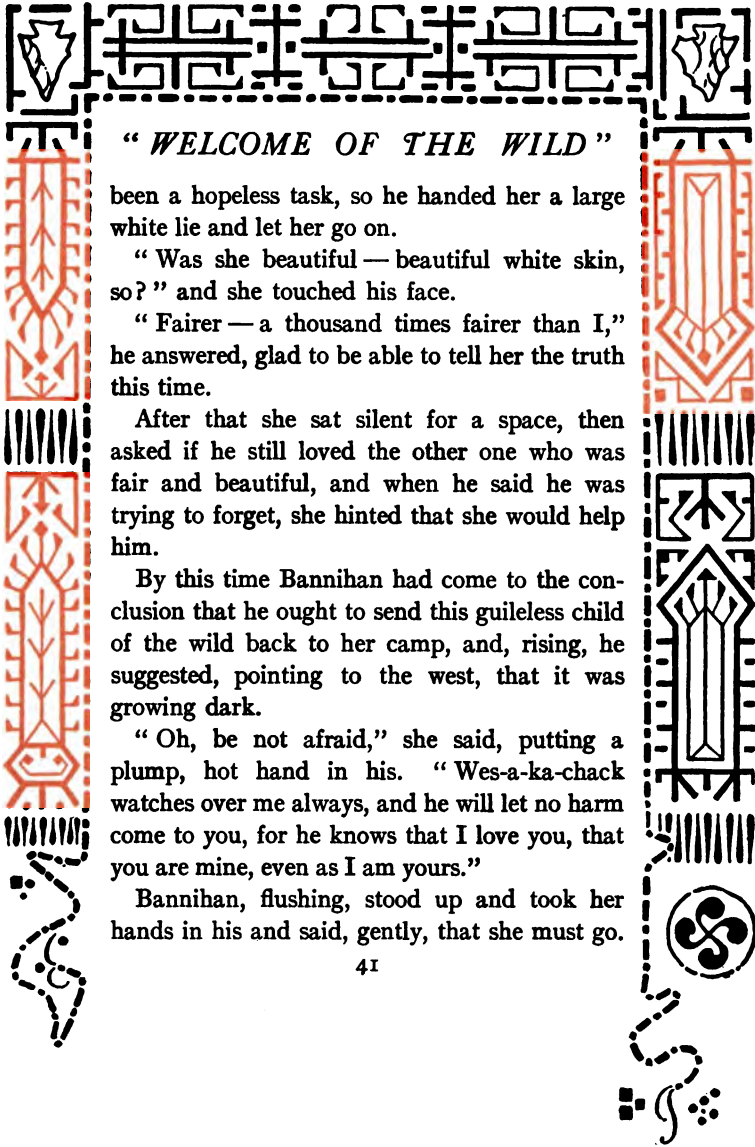 “ WELCOME OF THE WILD ”
been a hopeless task, so he handed her a large
white lie and let her go on.
“ Was she beautiful — beautiful white skin,
so? ” and she touched his face.
“ Fairer — a thousand times fairer than I,”
he answered, glad to be able to tell her the truth
this time.
After that she sat silent for a space, then
asked if he still loved the other one who was
fair and beautiful, and when he said he was
trying to forget, she hinted that she would help
him.
By this time Bannihan had come to the con-
clusion that he ought to send this guileless child
of the wild back to her camp, and, rising, he
suggested, pointing to the west, that it was
growing dark.
“ Oh, be not afraid,” she said, putting a
plump, hot hand in his. “ Wes-a-ka-chack
watches over me always, and he will let no harm
come to you, for he knows that I love you, that
you are mine, even as I am yours.”
Bannihan, flushing, stood up and took her
hands in his and said, gently, that she must go.
41